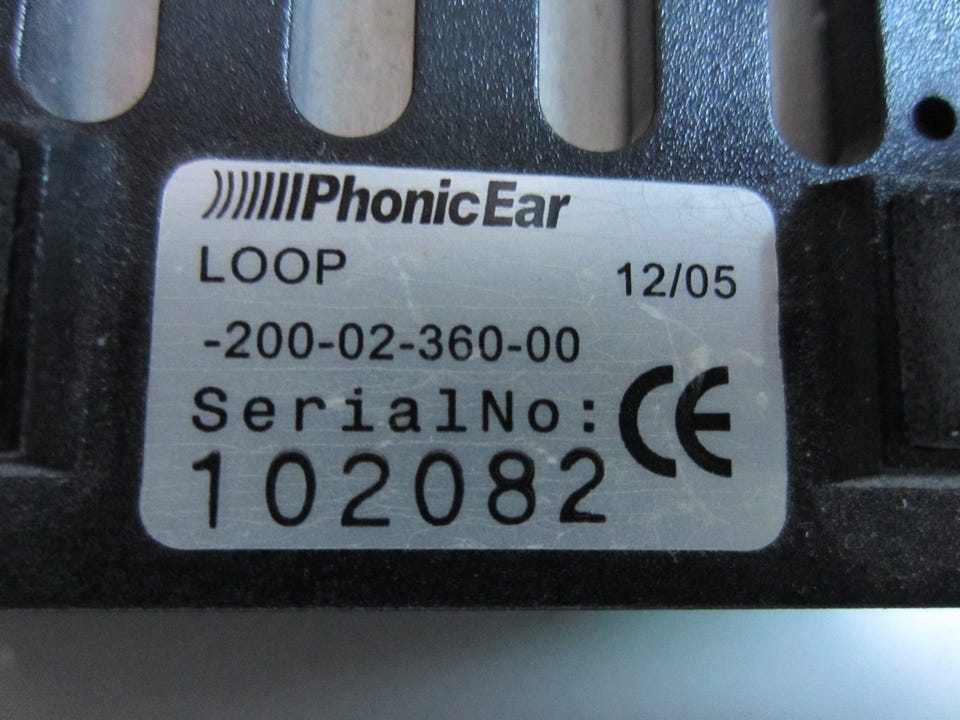 PhonicEar
LOOP 12/05
-200-02-360-00
SerialNo: CE
102082